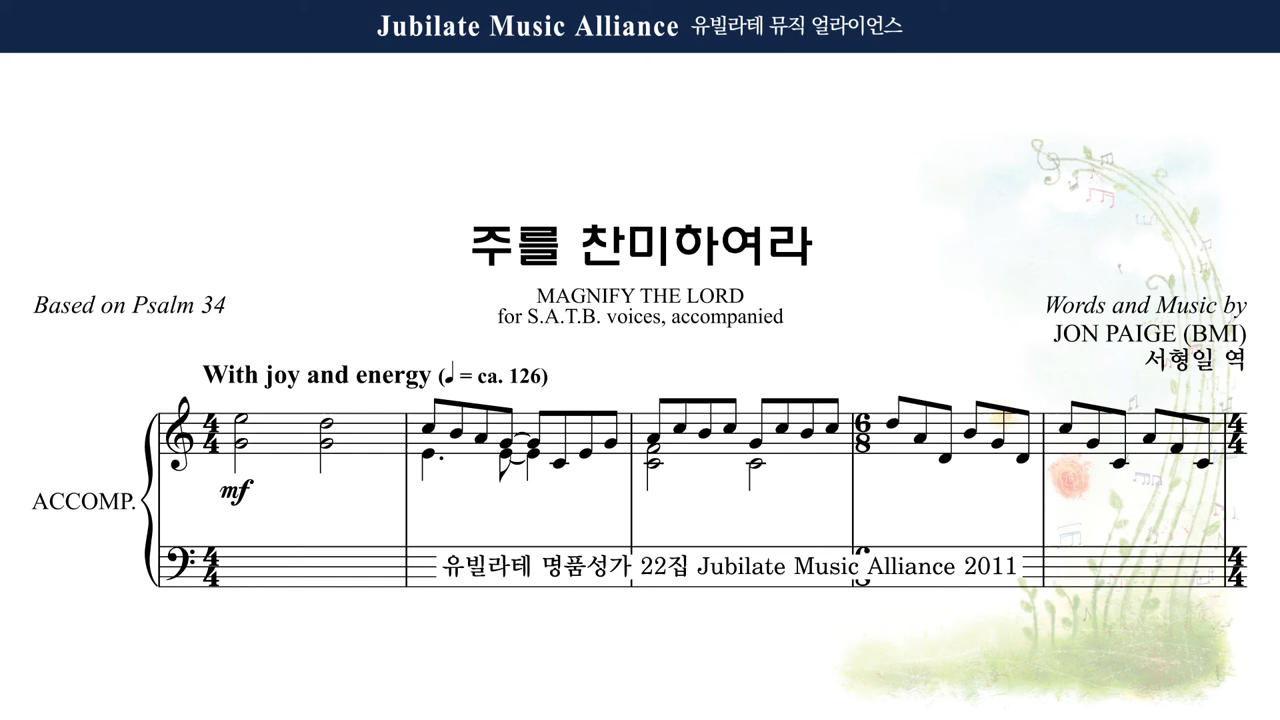 Jubilate Music Alliance 유빌라테 뮤직 얼라이언스
주를 찬미하여라
MAGNIFY THE LORD
for S.A.T.B. voices, accompanied
Based on Psalm 34
Words and Music by
JON PAIGE (BMI)
서형일 역
With joy and energy (♩ = ca. 126)
mf
ACCOMP.
유빌라테 명품성가 22집 Jubilate Music Alliance 2011